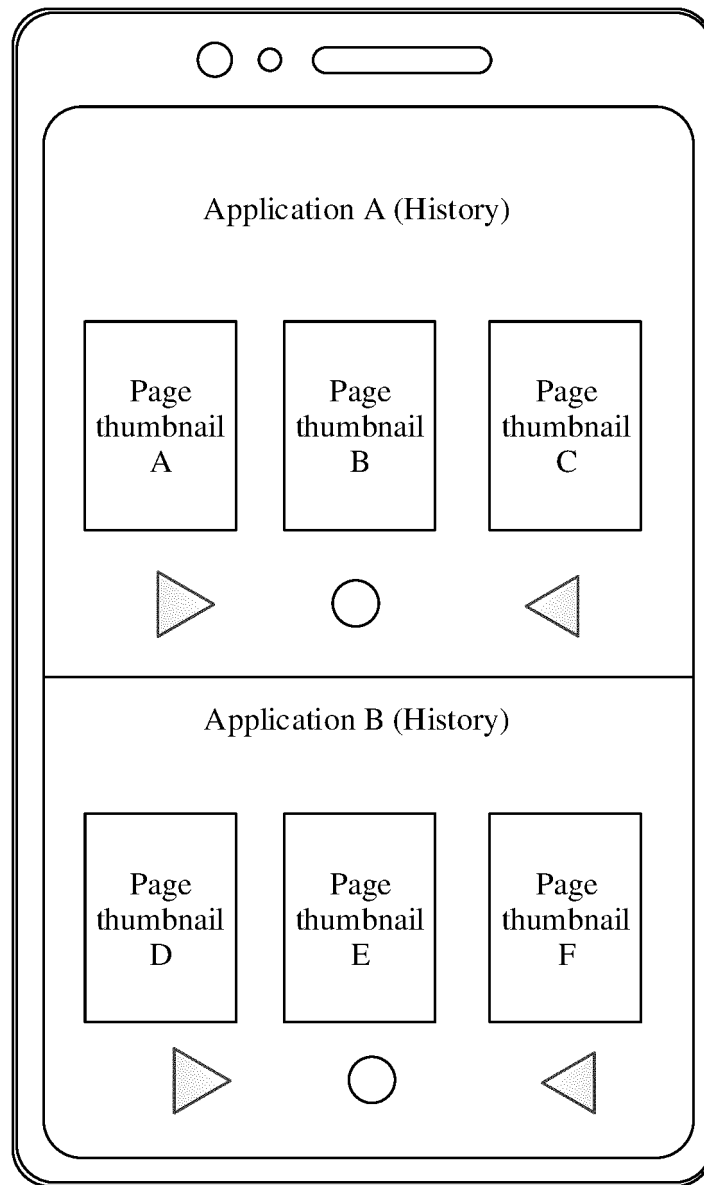 Application A (History)
Page
thumbnail
A
Page
thumbnail
B
Page
thumbnail
C
Application B (History)
Page
thumbnail
D
Page
thumbnail
E
Page
thumbnail
F